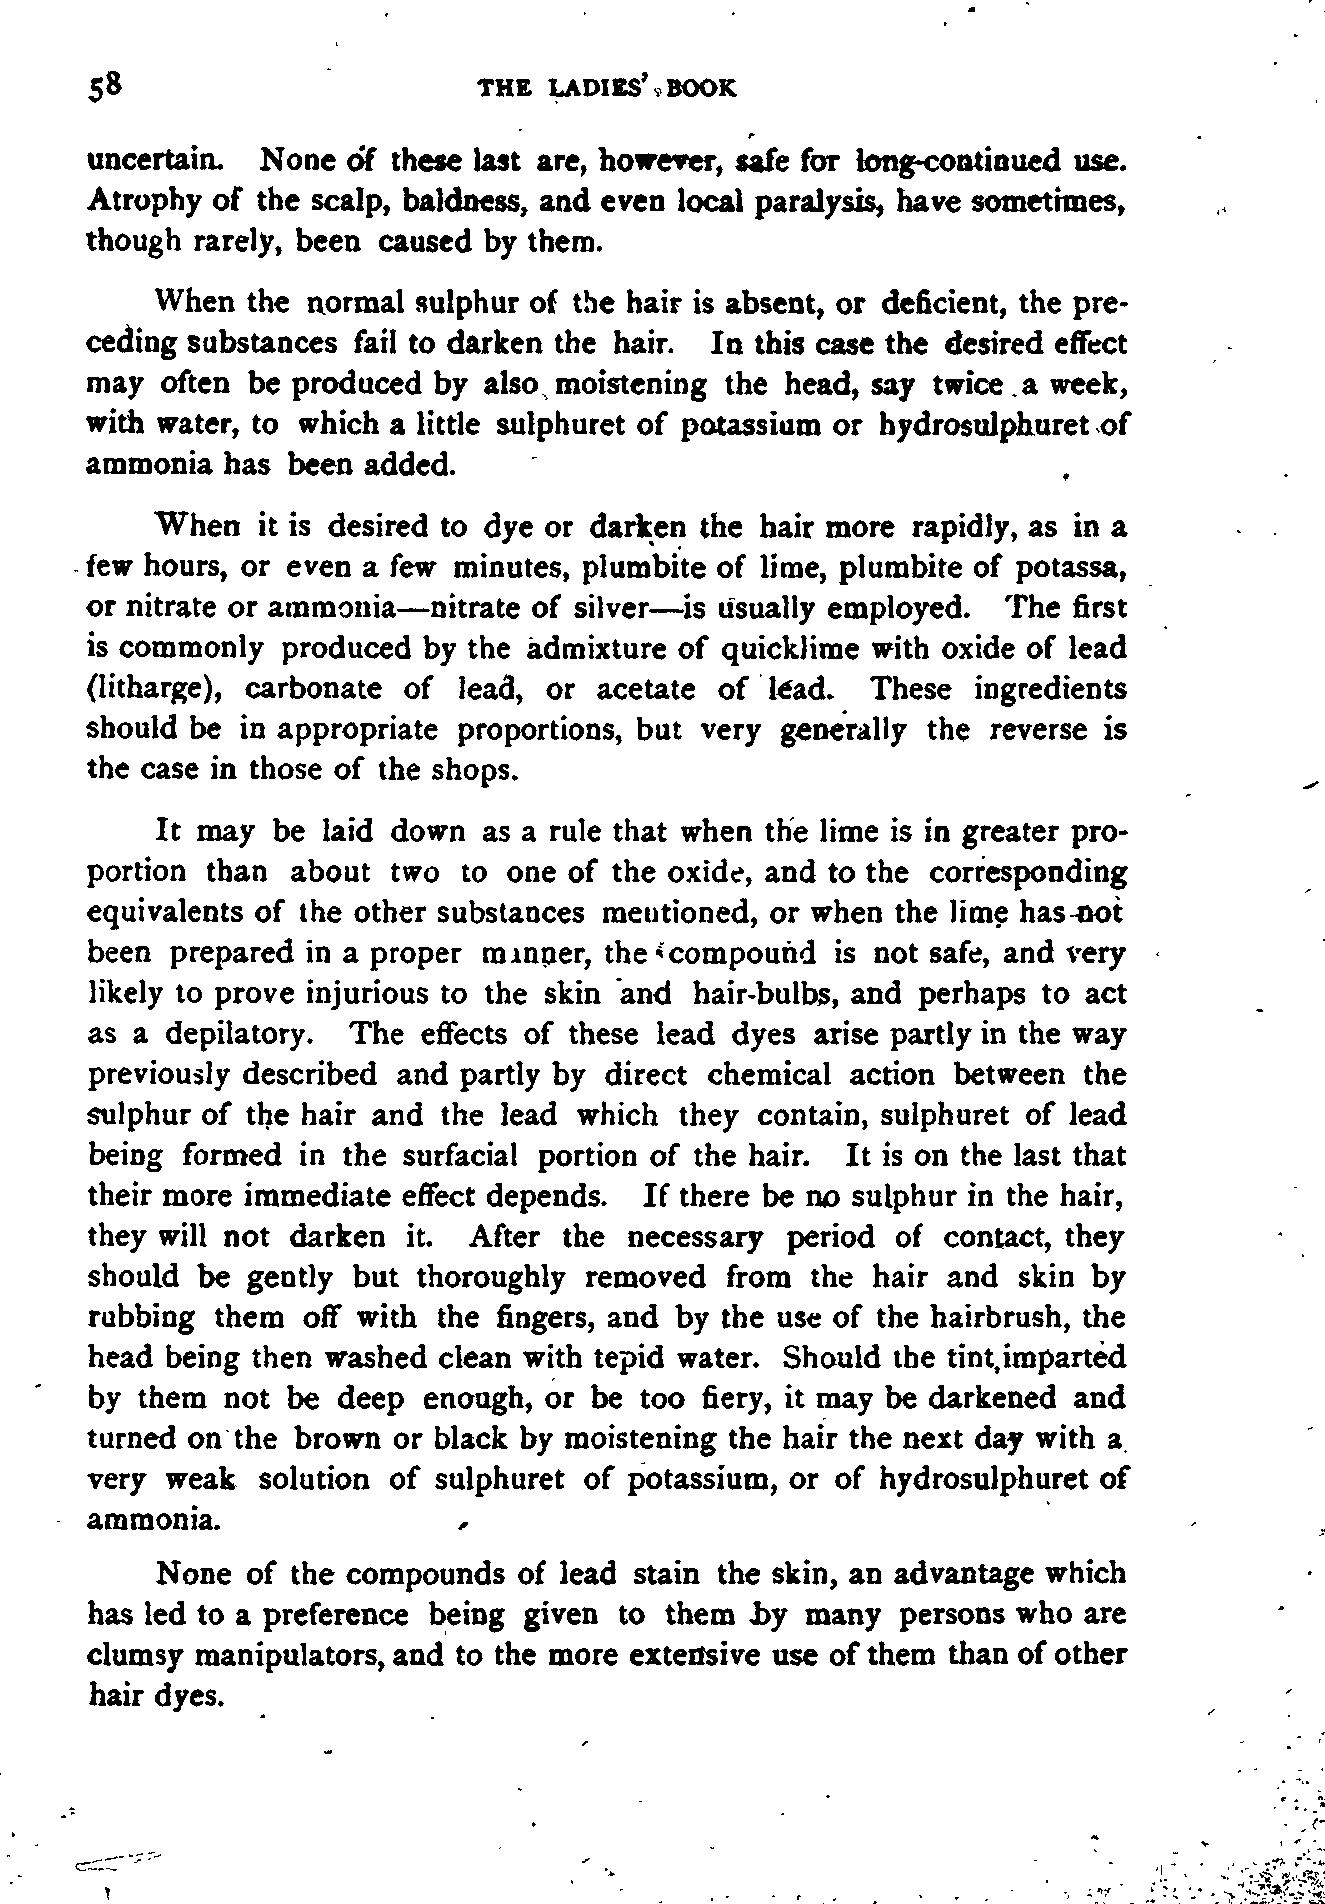 58 THE LADIES' BOOK
uncertain. None of these last are, however, safe for long-continued use.
Atrophy of the scalp, baldness, and even local paralysis, have sometimes,
though rarely, been caused by them.
When the normal sulphur of the hair is absent, or deficient, the pre-
ceding substances fail to darken the hair. In this case the desired effect
may often be produced by also moistening the head, say twice a week,
with water, to which a little sulphuret of potassium or hydrosulphuret of
ammonia has been added.
When it is desired to dye or darken the hair more rapidly, as in a
few hours, or even a few minutes, plumbite of lime, plumbite of potassa,
or nitrate or ammonia—nitrate of silver—is usually employed. The first
is commonly produced by the admixture of quicklime with oxide of lead
(litharge), carbonate of lead, or acetate of lead. These ingredients
should be in appropriate proportions, but very generally the reverse is
the case in those of the shops.
It may be laid down as a rule that when the lime is in greater pro-
portion than about two to one of the oxide, and to the corresponding
equivalents of the other substances mentioned, or when the lime has not
been prepared in a proper manner, the compound is not safe, and very
likely to prove injurious to the skin and hair-bulbs, and perhaps to act
as a depilatory. The effects of these lead dyes arise partly in the way
previously described and partly by direct chemical action between the
sulphur of the hair and the lead which they contain, sulphuret of lead
being formed in the surfacial portion of the hair. It is on the last that
their more immediate effect depends. If there be no sulphur in the hair,
they will not darken it. After the necessary period of contact, they
should be gently but thoroughly removed from the hair and skin by
rubbing them off with the fingers, and by the use of the hairbrush, the
head being then washed clean with tepid water. Should the tint imparted
by them not be deep enough, or be too fiery, it may be darkened and
turned on the brown or black by moistening the hair the next day with a
very weak solution of sulphuret of potassium, or of hydrosulphuret of
ammonia.
None of the compounds of lead stain the skin, an advantage which
has led to a preference being given to them by many persons who are
clumsy manipulators, and to the more extensive use of them than of other
hair dyes.